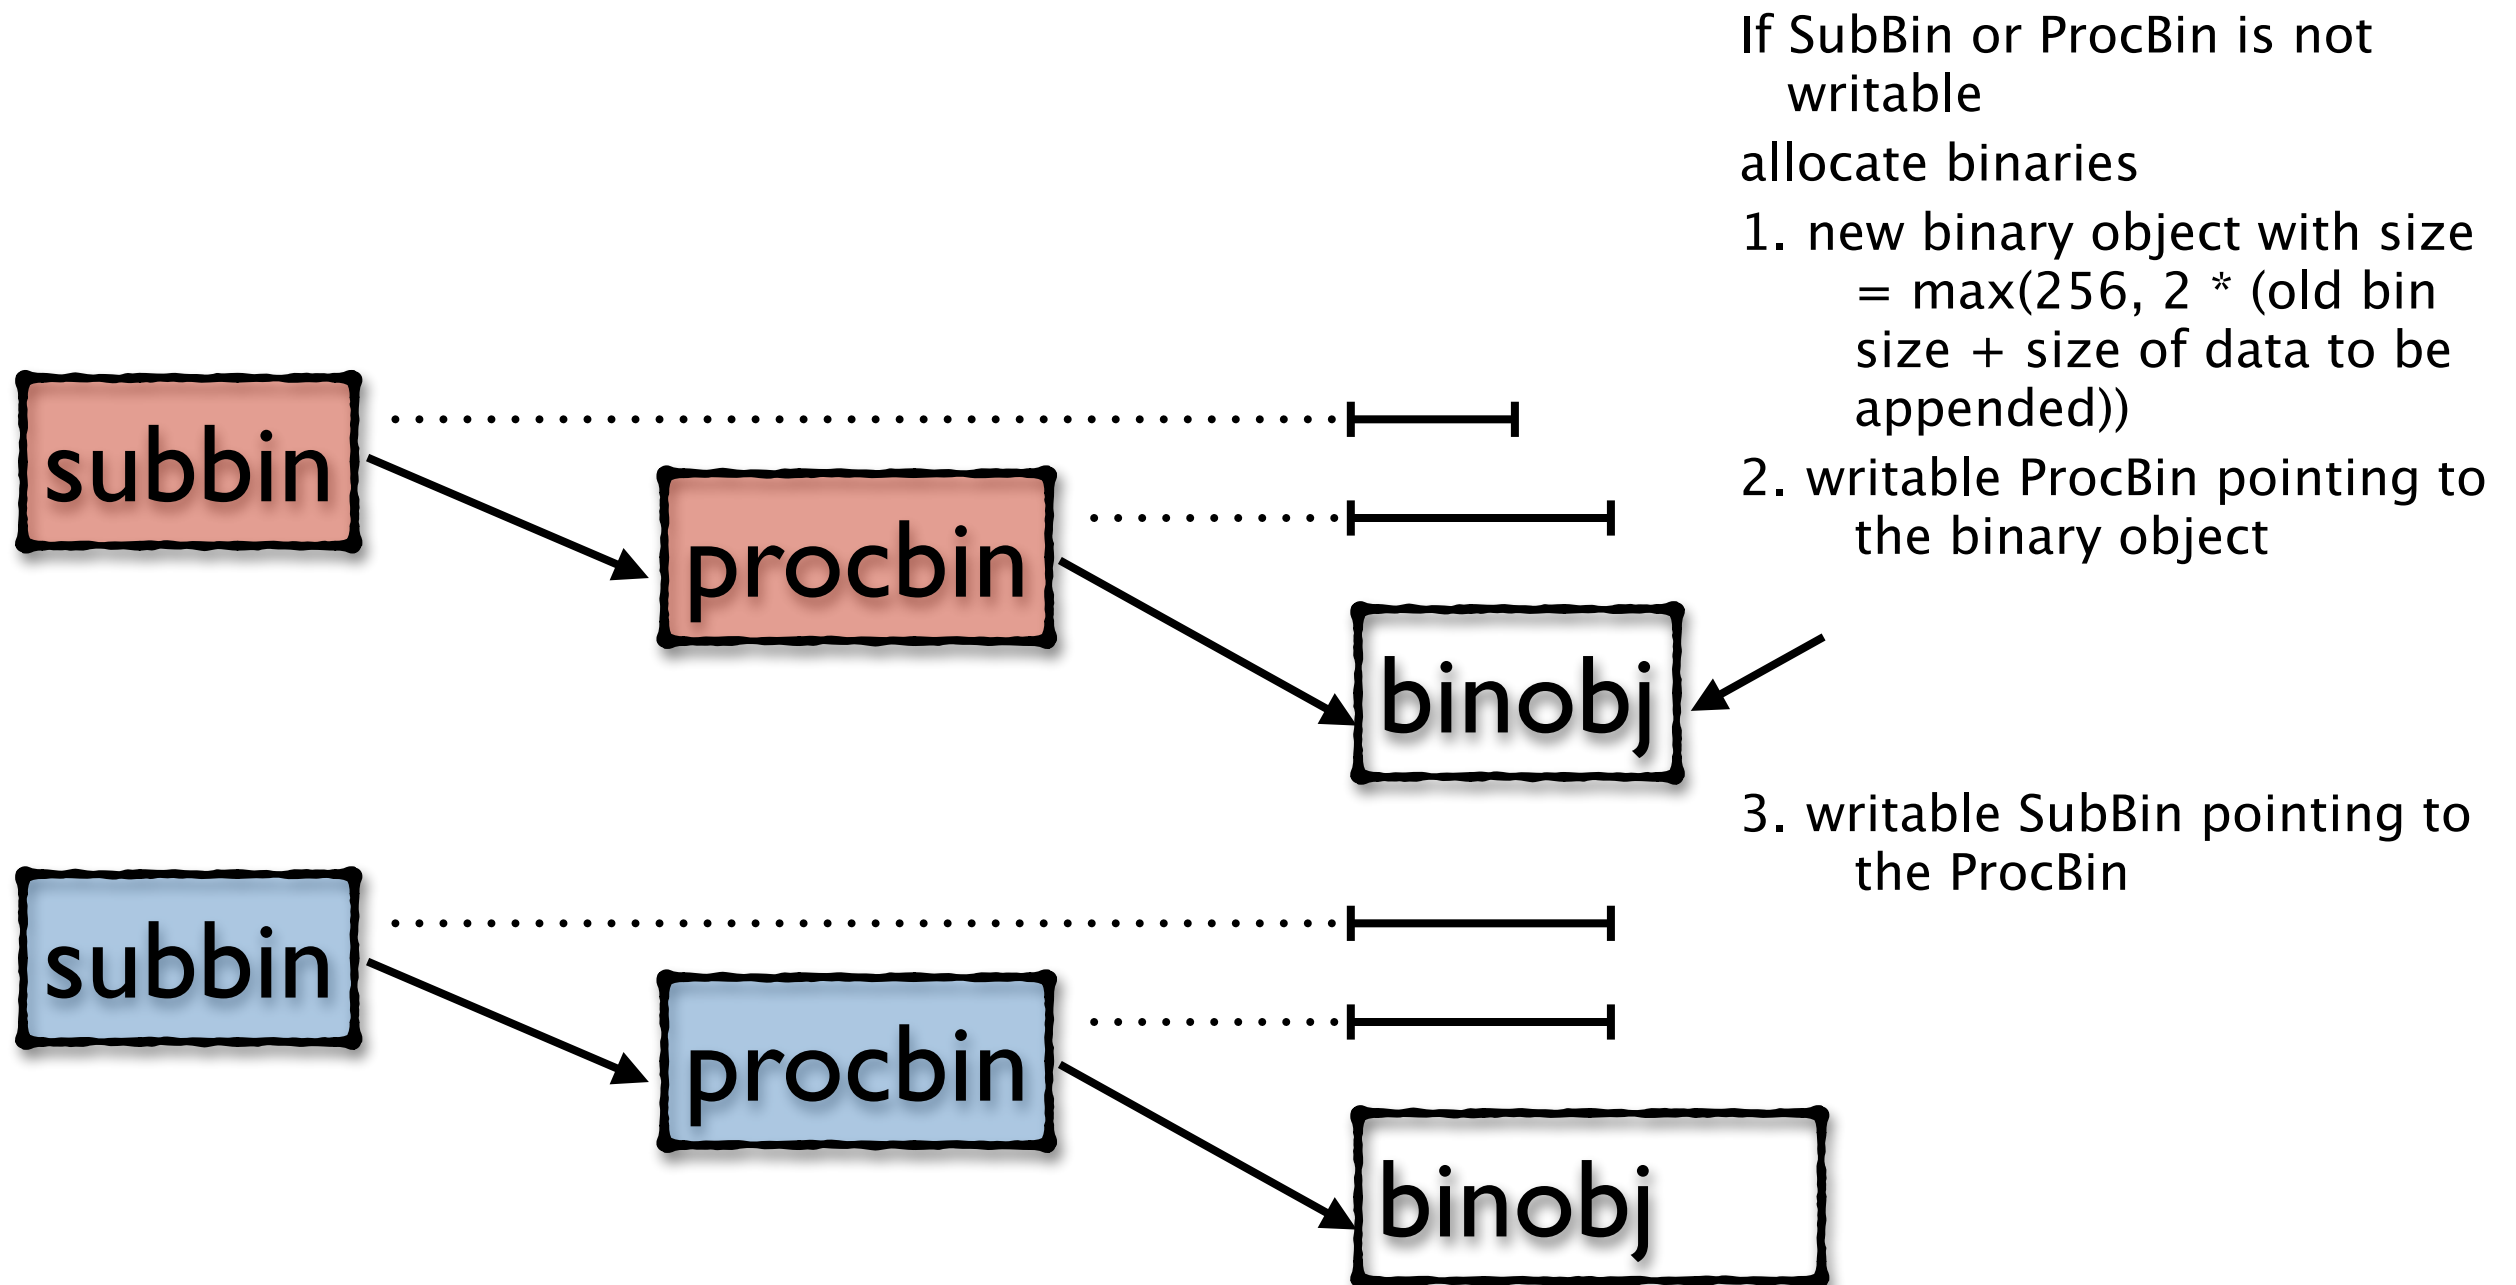 If SubBin or ProcBin is not
writable
allocate binaries
1. new binary object with size
= max(256, 2 * (old bin
size + size of data to be
appended))
2. writable ProcBin pointing to
the binary object
3. writable SubBin pointing to
the ProcBin
subbin
procbin
binobj
subbin
procbin
binobj